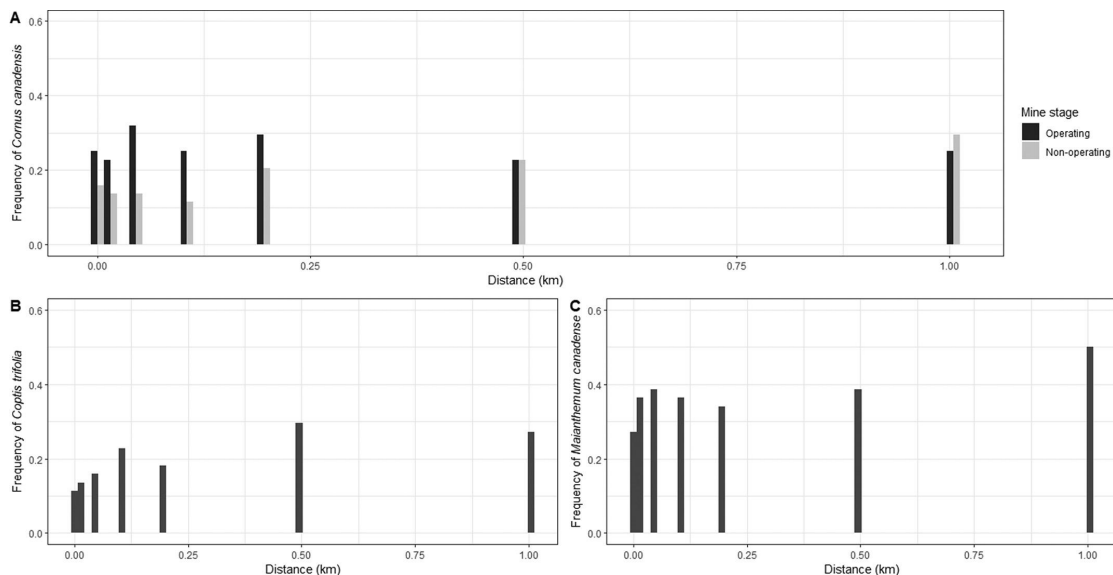 A
Frequency of Cornus canadensis
0.6
0.4
0.2
0.0
0.00
0.25
0.50
0.75
1.00
Distance (km)
Mine stage
Operating
Non-operating
B
Frequency of Coptis trifolia
0.6
0.4
0.2
0.0
0.00
0.25
0.50
0.75
1.00
Distance (km)
C
Frequency of Maianthemum canadense
0.6
0.4
0.2
0.0
0.00
0.25
0.50
0.75
1.00
Distance (km)